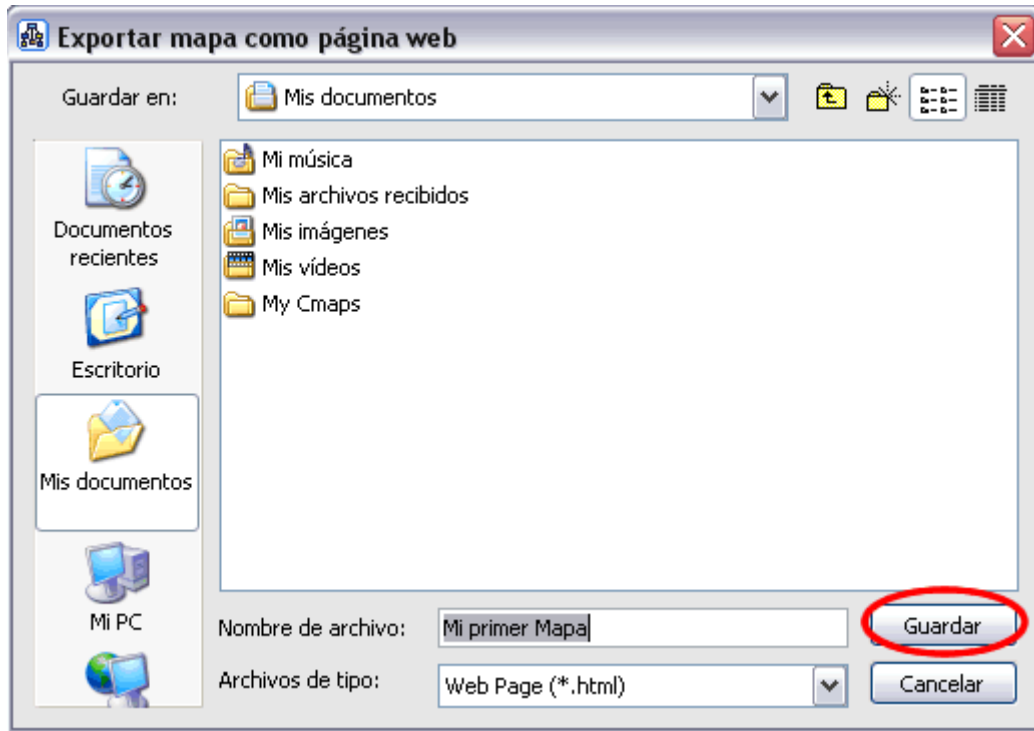 Exportar mapa como página web
Guardar en:
Mis documentos
Documentos
recientes
Escritorio
Mis documentos
Mi PC
Mi música
Mis archivos recibidos
Mis imágenes
Mis vídeos
My Cmaps
Nombre de archivo:
Mi primer Mapa
Guardar
Archivos de tipo:
Web Page (*.html)
Cancelar